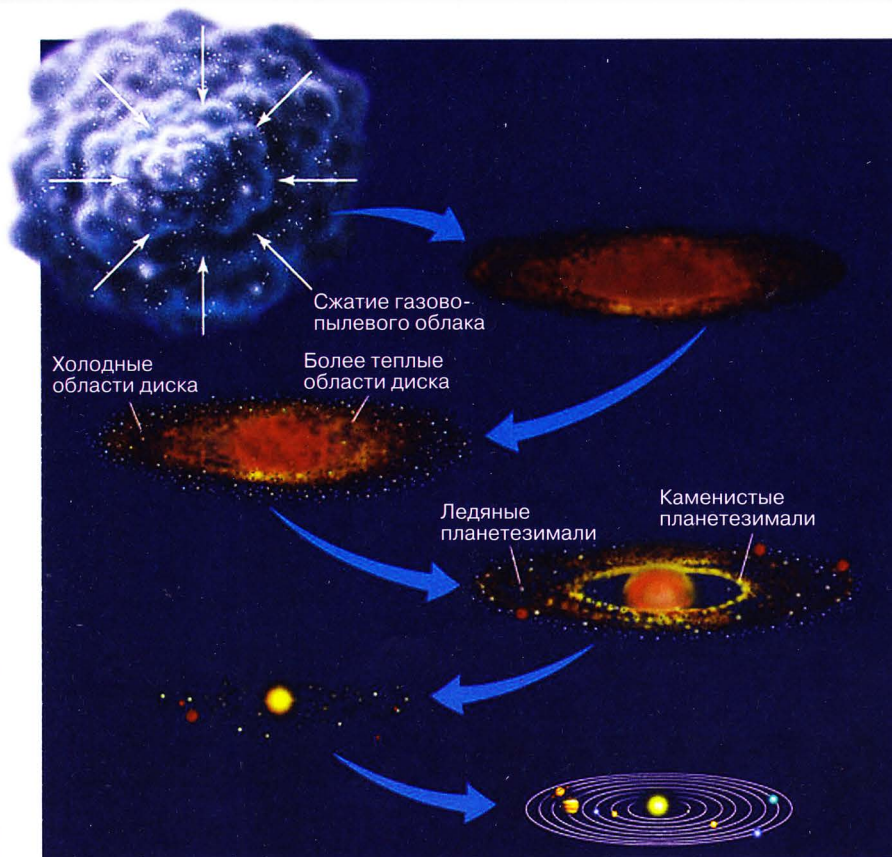 Сжатие газово-
пылевого облака
Холодные
области диска
Более теплые
области диска
Ледяные
планетезимали
Каменистые
планетезимали